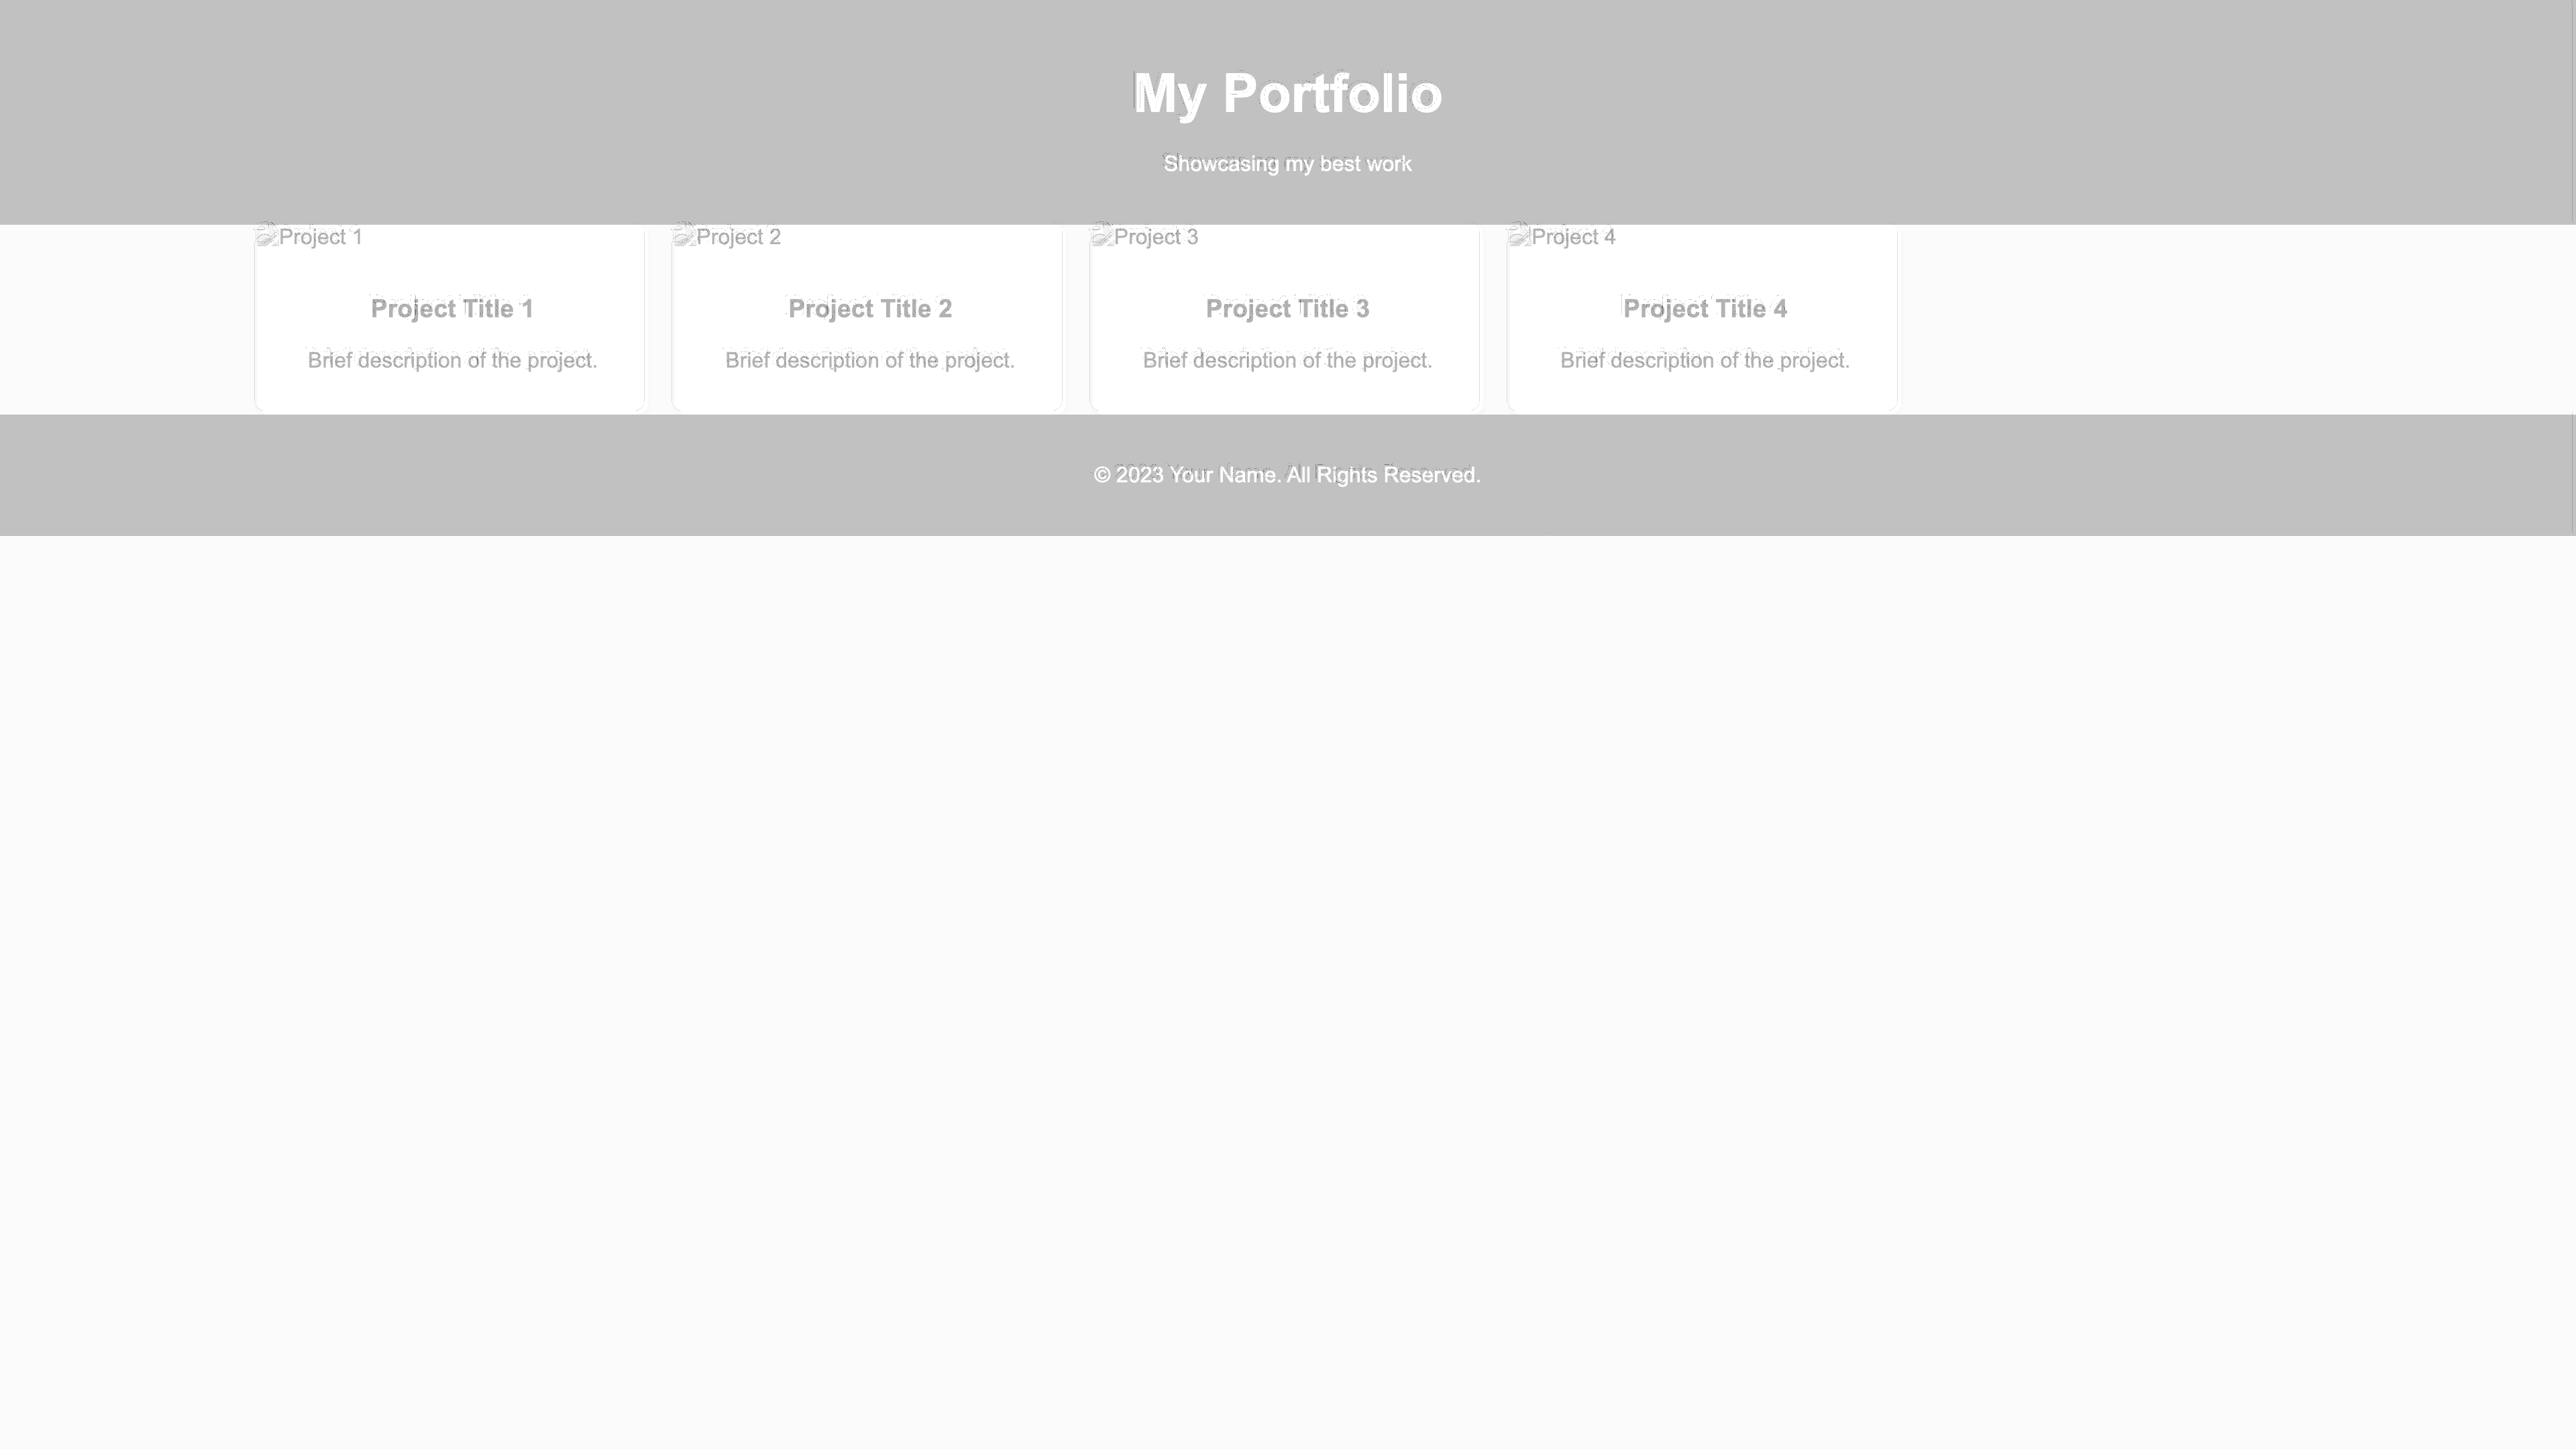 My Portfolio
Showcasing my best work
Project 1
Project 2
Project 3
Project 4
Project Title 1
Project Title 2
Project Title 3
Project Title 4
Brief description of the project.
Brief description of the project.
Brief description of the project.
Brief description of the project.
© 2023 Your Name. All Rights Reserved.